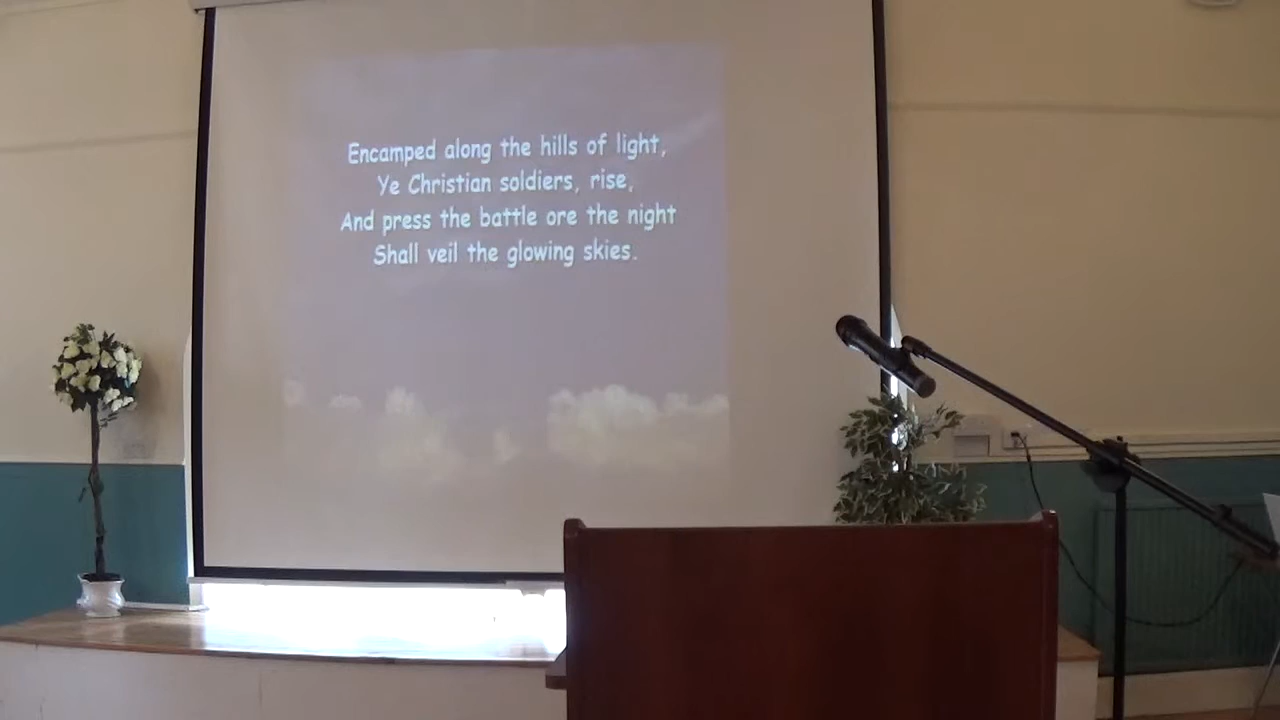 Encamped along the hills of light,
Ye Christian soldiers, rise,
And press the battle ore the night
Shall veil the glowing skies.